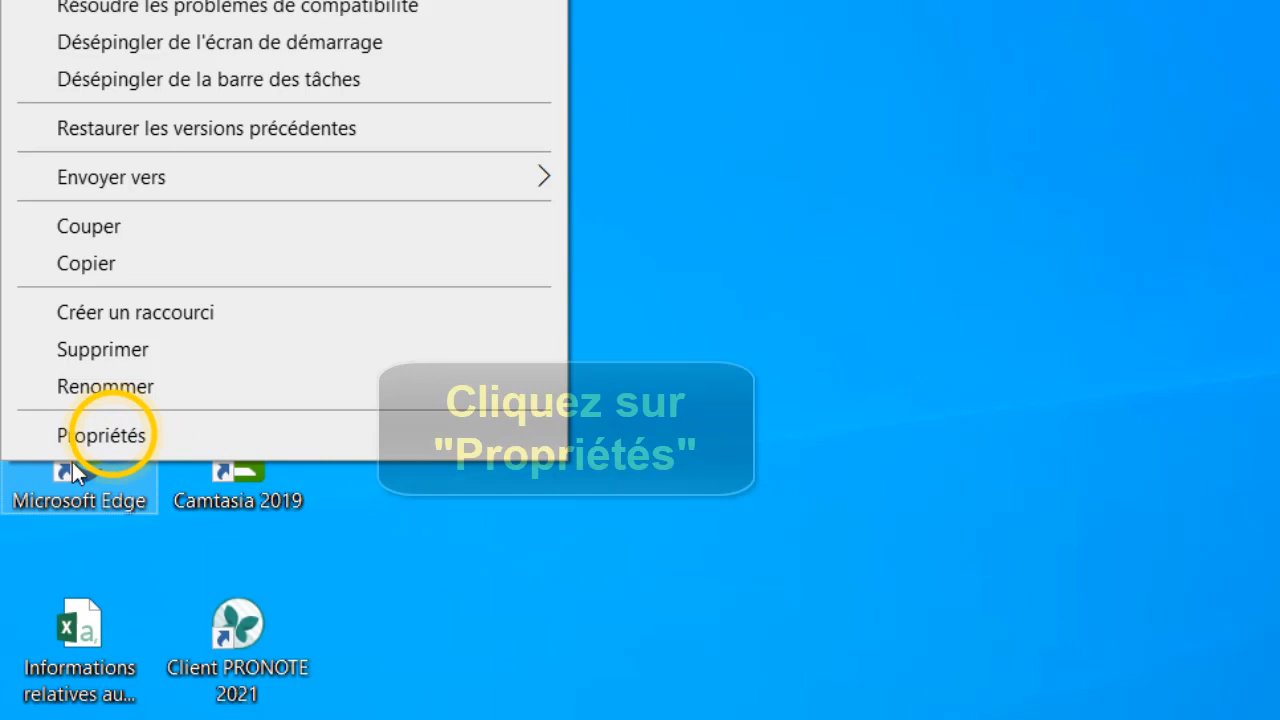 Résoudre les problèmes de compatibilité
Désépingler de l'écran de démarrage
Désépingler de la barre des tâches
Restaurer les versions précédentes
Envoyer vers
Couper
Copier
Créer un raccourci
Supprimer
Renommer
Propriétés
Cliquez sur
"Propriétés"
Microsoft Edge
Camtasia 2019
Informations
relatives au...
Client PRONOTE
2021